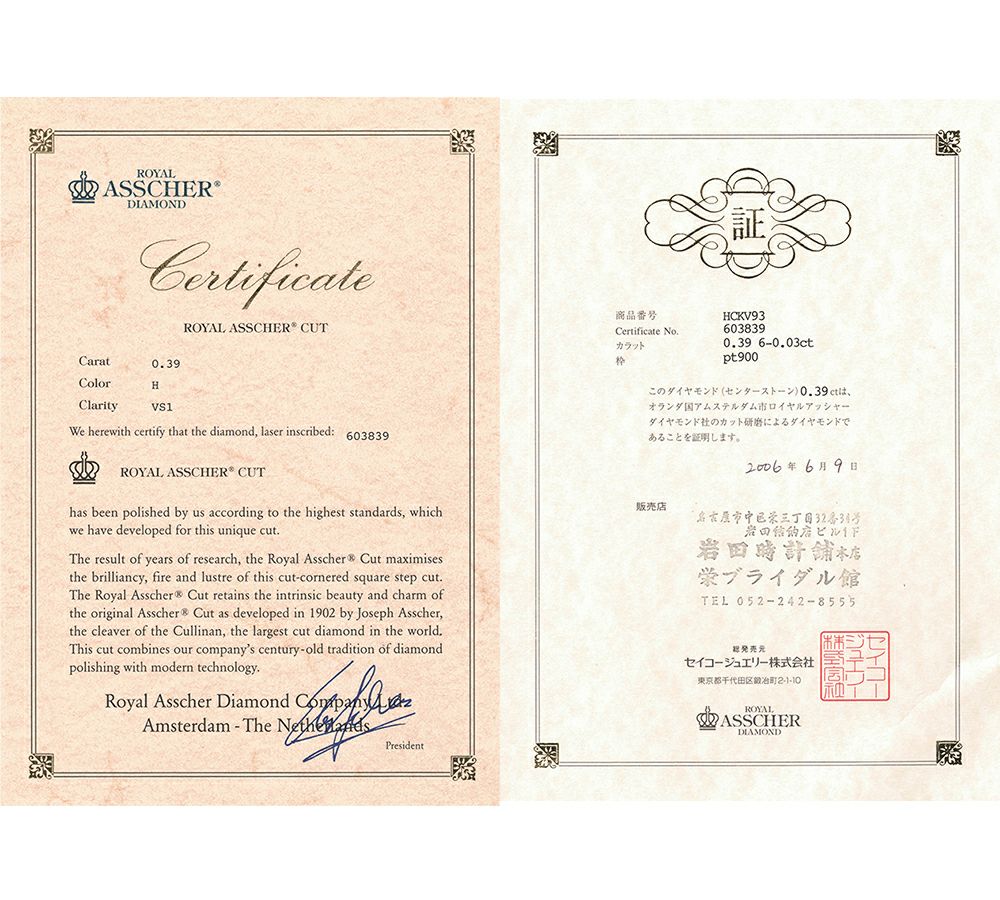 ROYAL
ASSCHER®
DIAMOND
Certificate
ROYAL ASSCHER® CUT
Carat 0.39
Color H
Clarity VS1
We herewith certify that the diamond, laser inscribed: 603839
ROYAL ASSCHER® CUT
has been polished by us according to the highest standards, which
we have developed for this unique cut.
The result of years of research, the Royal Asscher® Cut maximises
the brilliancy, fire and lustre of this cut-cornered square step cut.
The Royal Asscher® Cut retains the intrinsic beauty and charm of
the original Asscher® Cut as developed in 1902 by Joseph Asscher,
the cleaver of the Cullinan, the largest cut diamond in the world.
This cut combines our company's century-old tradition of diamond
polishing with modern technology.
Royal Asscher Diamond Company Ltd.
Amsterdam - The Netherlands
President
証
商品番号 HCKV93
Certificate No. 603839
カラット 0.39 6-0.03ct
枠 pt900
このダイヤモンド(センターストーン)0.39ctは、
オランダ国アムステルダム市ロイヤルアッシャー
ダイヤモンド社のカット研磨によるダイヤモンドで
あることを証明します。
2006年6月9日
販売店
名古屋市中区栄三丁目32番34号
岩田結納店ビル1F
岩田時計舗本店
栄ブライダル館
TEL 052-242-8555
総発売元
セイコージュエリー株式会社
東京都千代田区鍛冶町2-1-10
セイコー
ジュエリー
株式会社
ROYAL
ASSCHER
DIAMOND